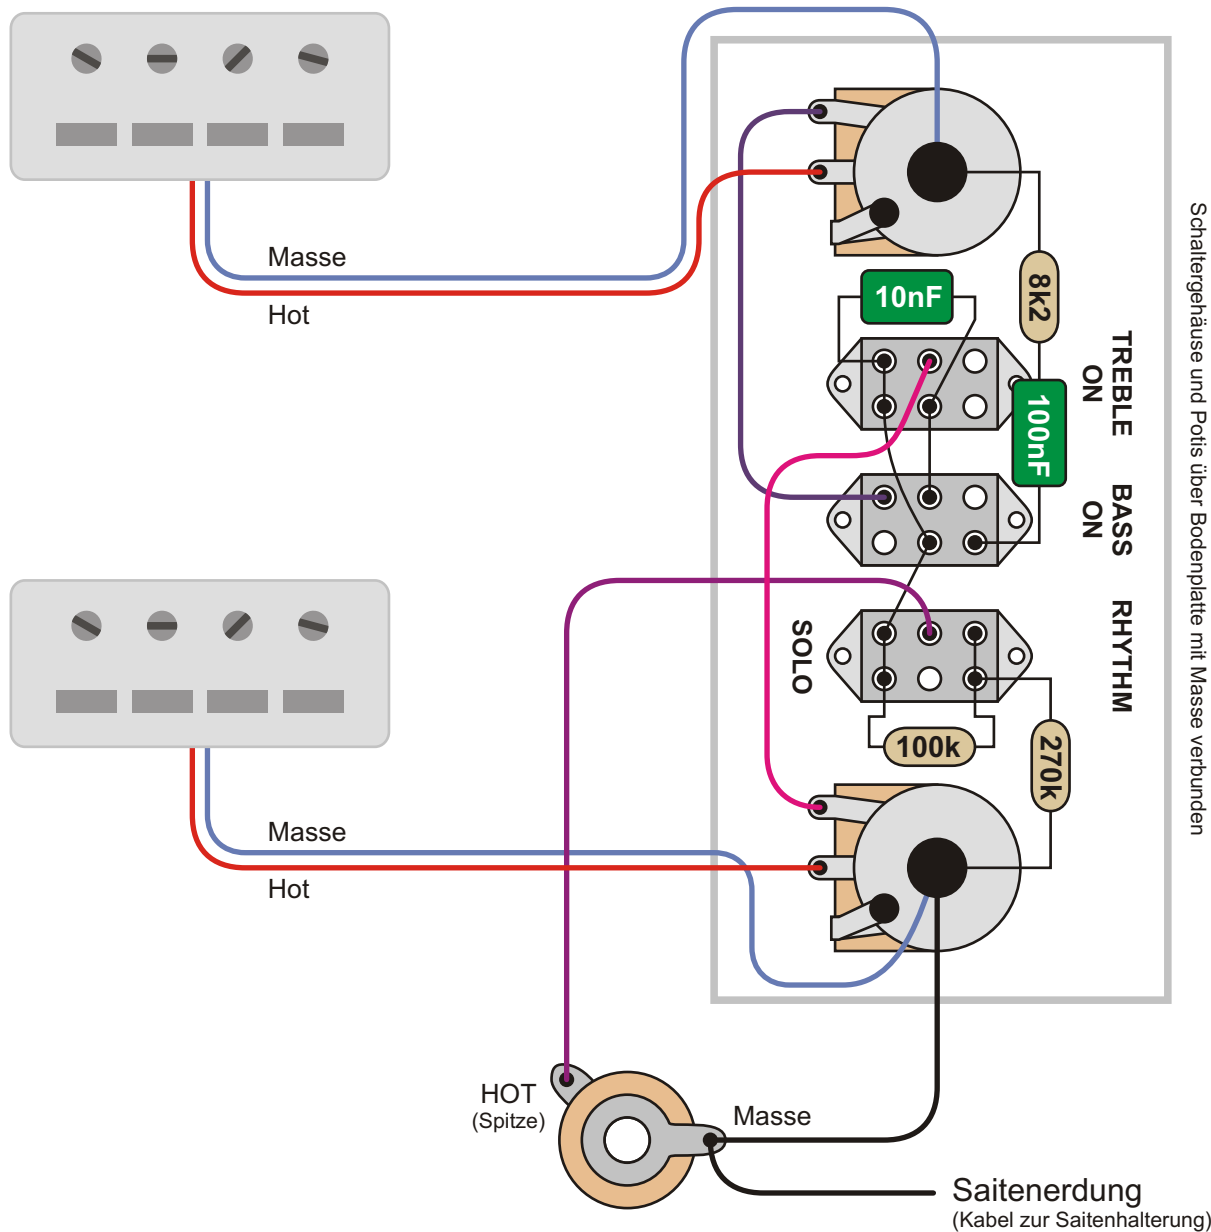 Masse
Hot
10nF
8k2
TREBLE
ON
100nF
BASS
ON
SOLO
RHYTHM
100k
270k
Schaltergehäuse und Potis über Bodenplatte mit Masse verbunden
Masse
Hot
HOT
(Spitze)
Masse
Saitenerdung
(Kabel zur Saitenhalterung)